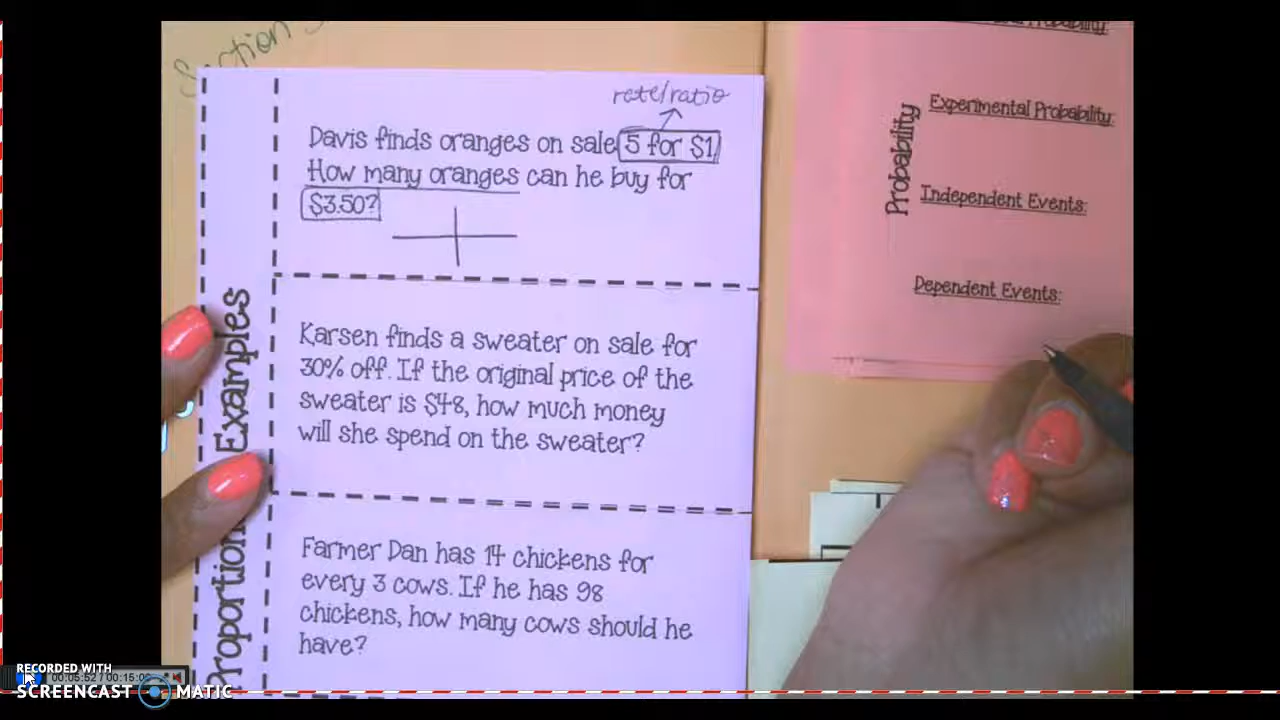 Section
rate/ratio
Davis finds oranges on sale 5 for $1
How many oranges can he buy for
$3.50?
Karsen finds a sweater on sale for
30% off. If the original price of the
sweater is $48, how much money
will she spend on the sweater?
Farmer Dan has 14 chickens for
every 3 cows. If he has 98
chickens, how many cows should he
have?
Proportion Examples
Probability
Experimental Probability:
Independent Events:
Dependent Events:
Probability
RECORDED WITH
SCREENCAST MATIC